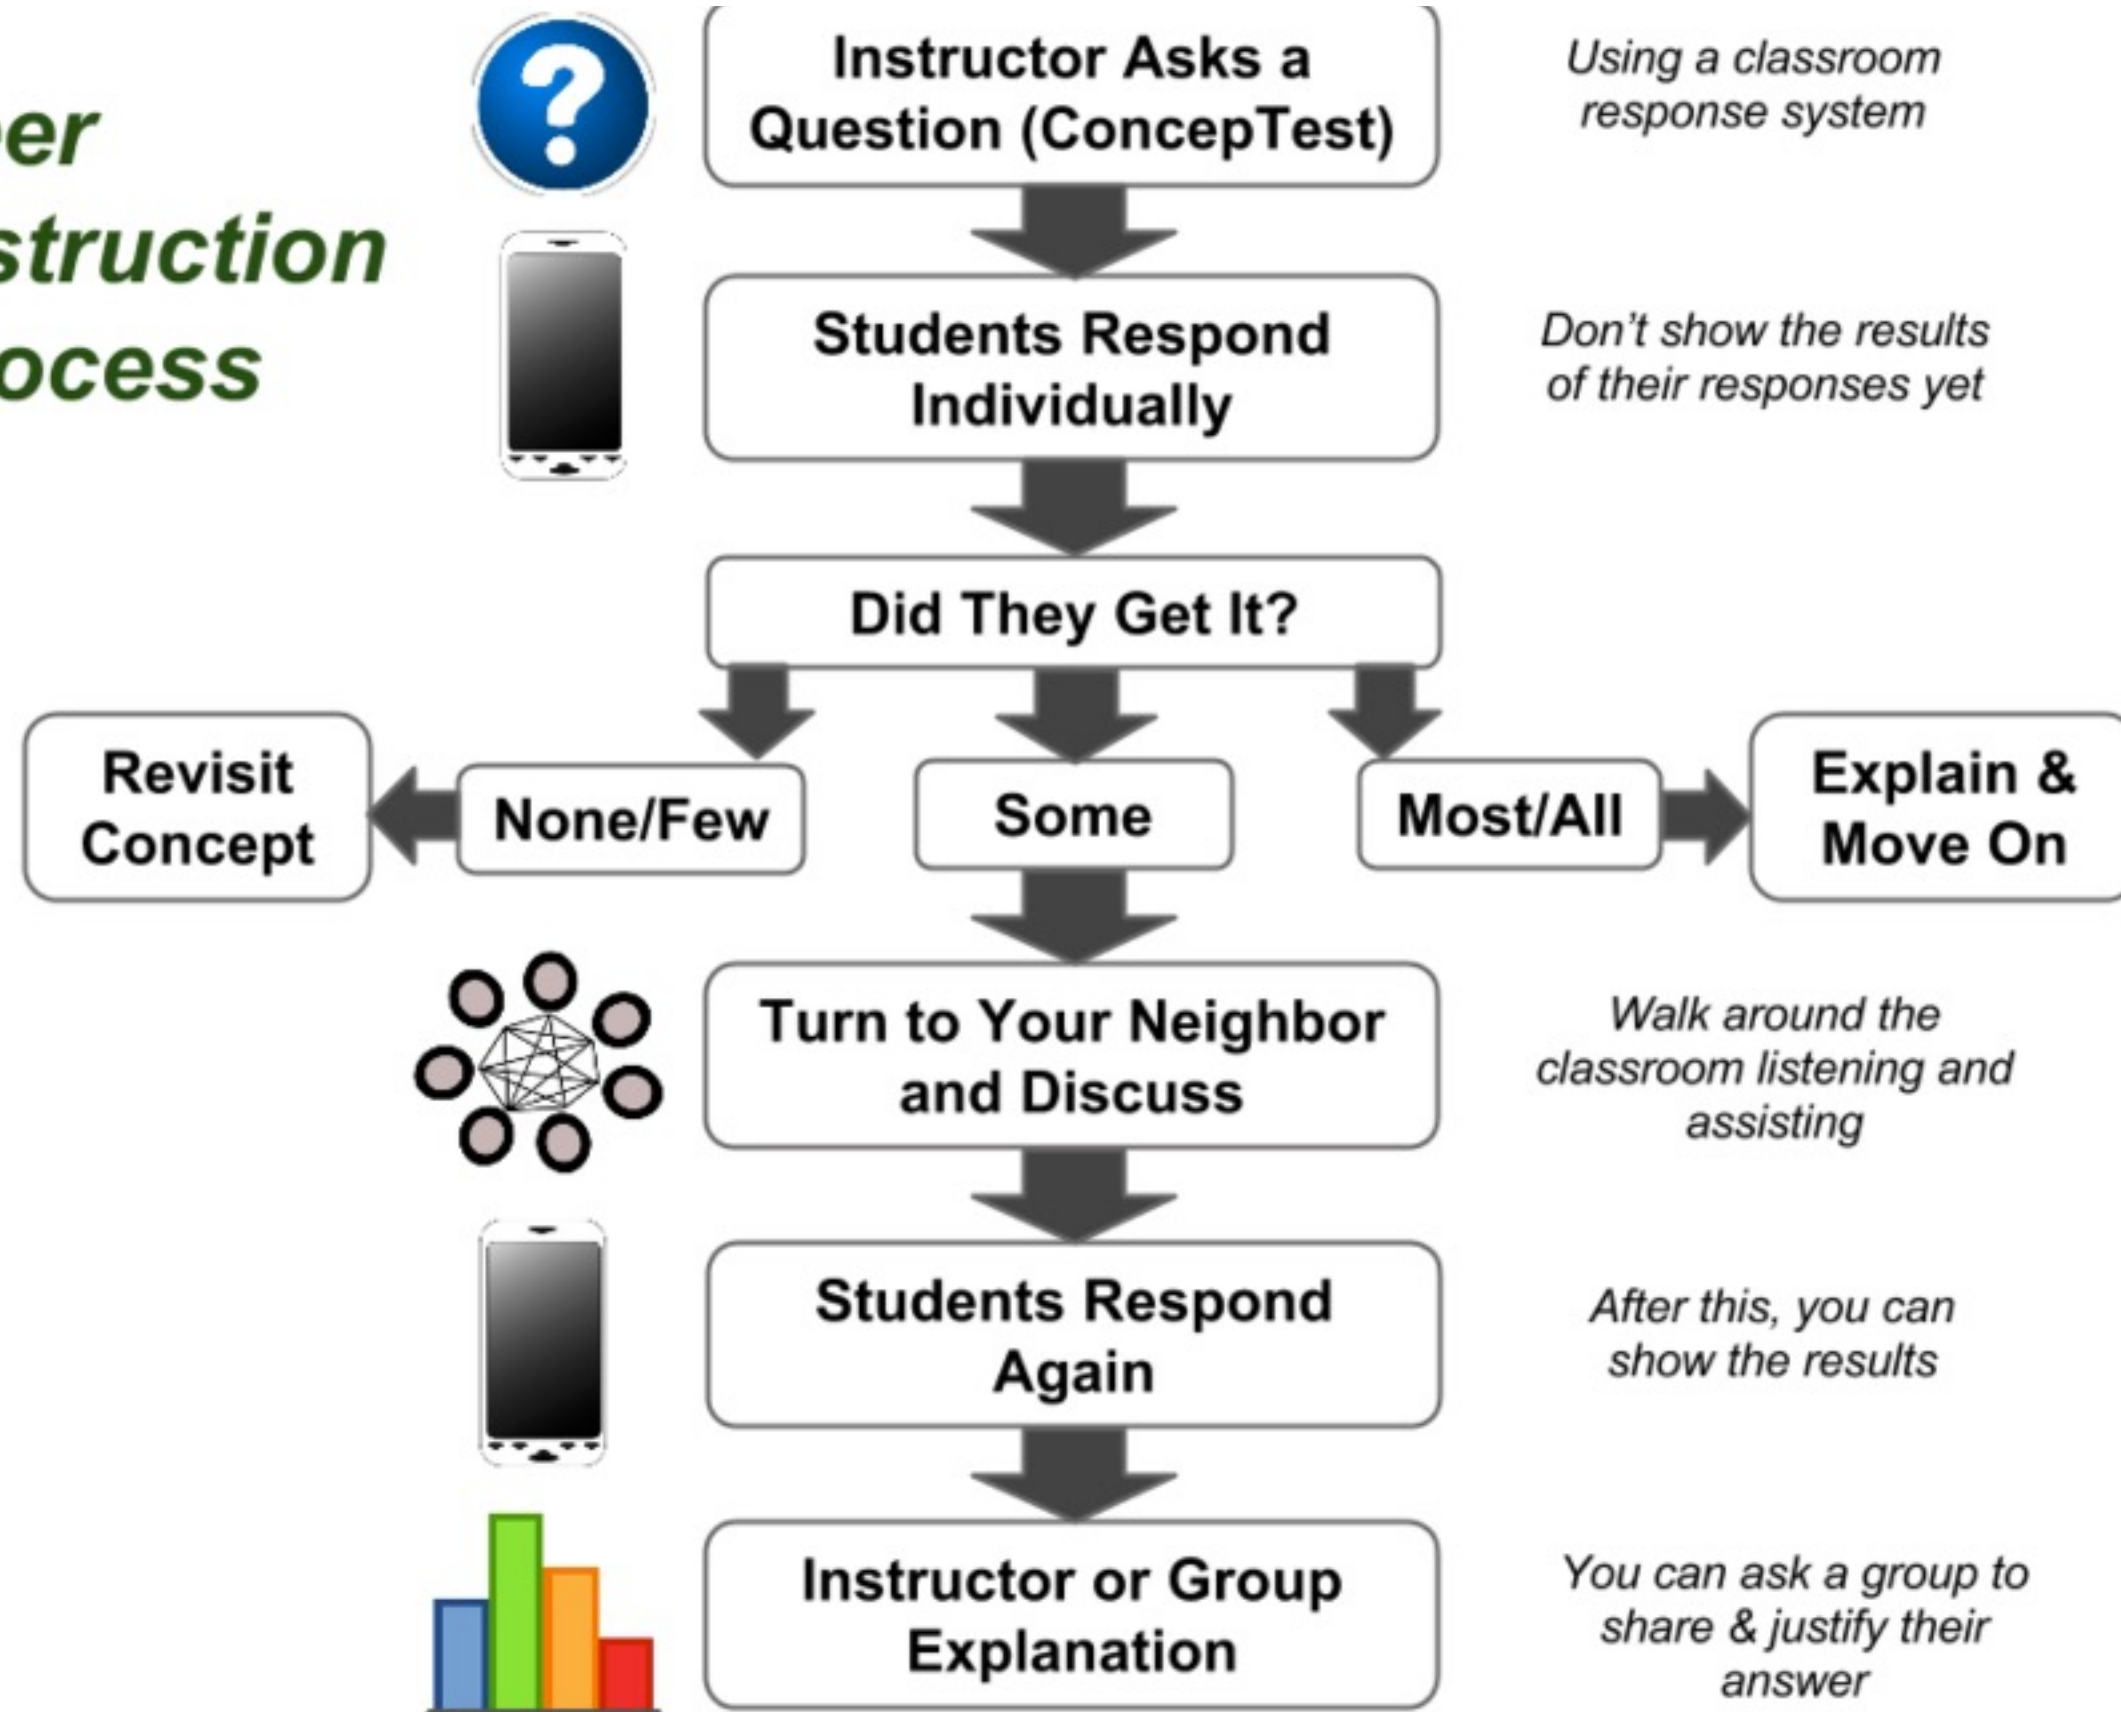 eer
struction
ocess
Instructor Asks a
Question (ConcepTest)
Using a classroom
response system
Students Respond
Individually
Don't show the results
of their responses yet
Did They Get It?
Revisit
Concept
None/Few
Some
Most/All
Explain &
Move On
Turn to Your Neighbor
and Discuss
Walk around the
classroom listening and
assisting
Students Respond
Again
After this, you can
show the results
Instructor or Group
Explanation
You can ask a group to
share & justify their
answer